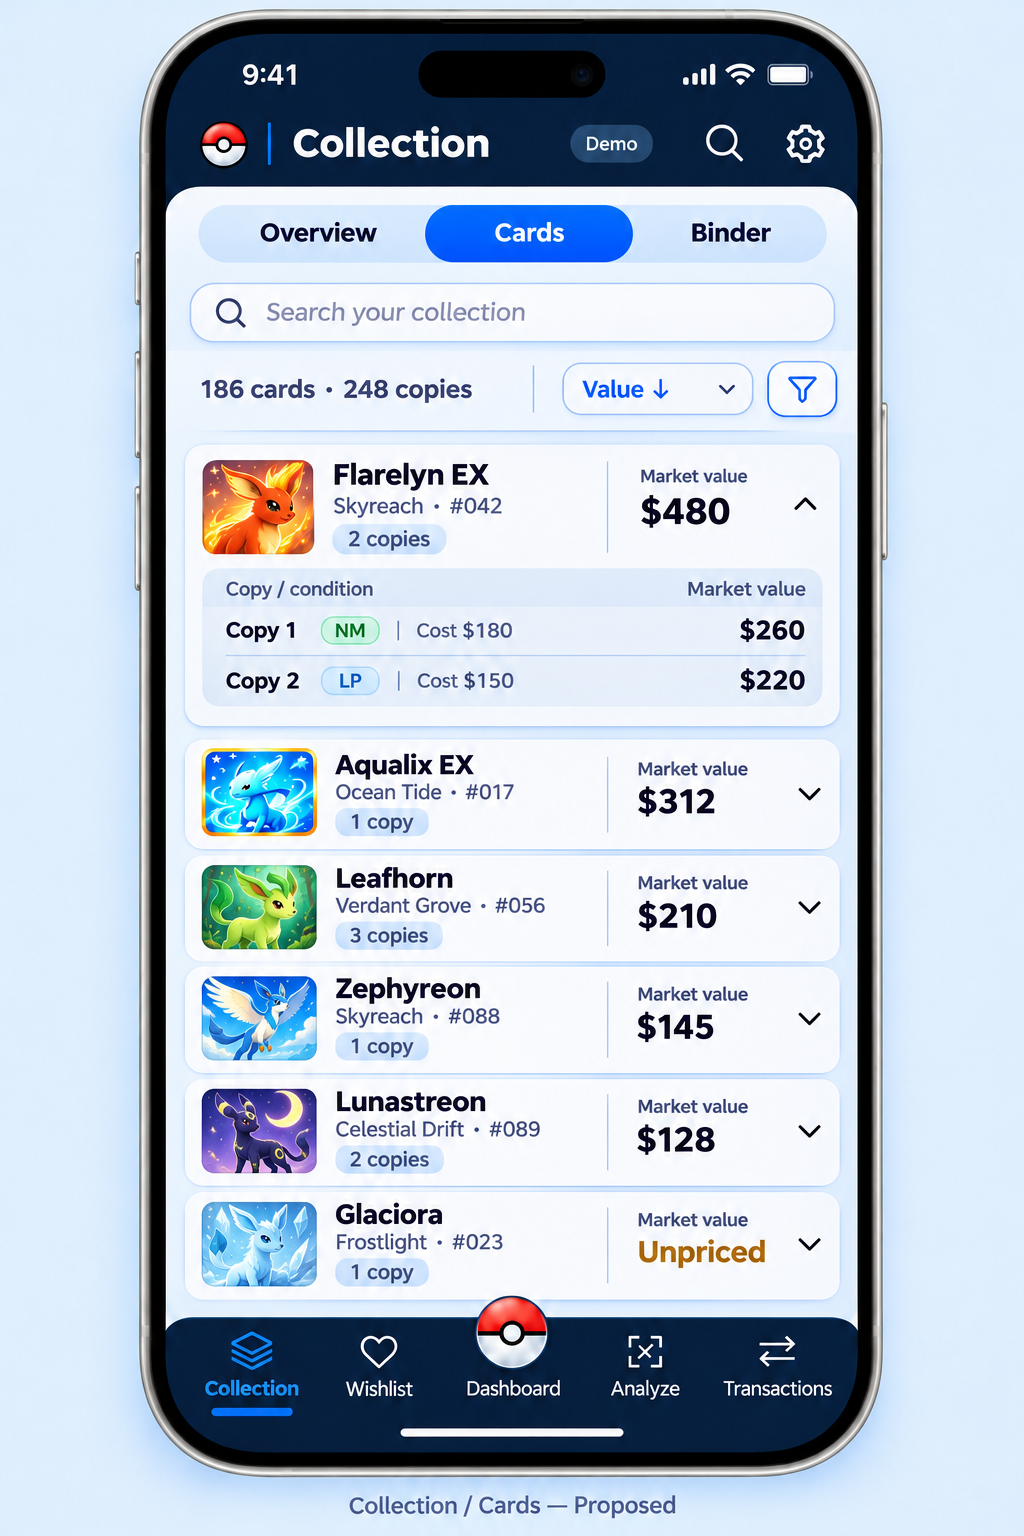 9:41
Collection
Demo
Overview
Cards
Binder
Search your collection
186 cards • 248 copies
Value ↓
Flarelyn EX
Skyreach • #042
2 copies
Market value
$480
Copy / condition
Market value
Copy 1
NM
Cost $180
$260
Copy 2
LP
Cost $150
$220
Aqualix EX
Ocean Tide • #017
1 copy
Market value
$312
Leafhorn
Verdant Grove • #056
3 copies
Market value
$210
Zephyreon
Skyreach • #088
1 copy
Market value
$145
Lunastreon
Celestial Drift • #089
2 copies
Market value
$128
Glaciora
Frostlight • #023
1 copy
Market value
Unpriced
Collection
Wishlist
Dashboard
Analyze
Transactions
Collection / Cards — Proposed